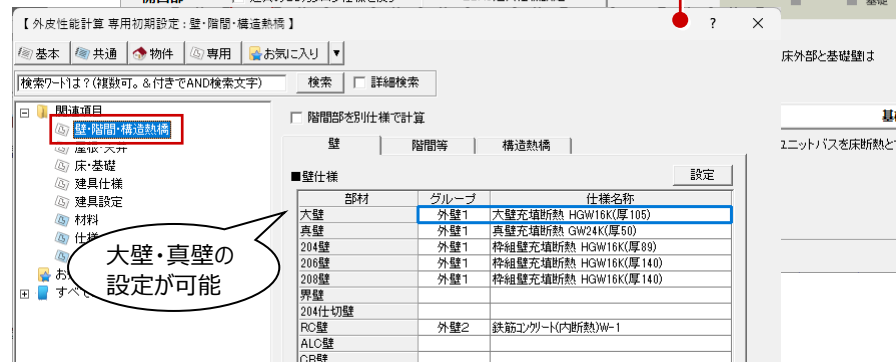 【 外皮性能計算 専用初期設定：壁・階間・構造熱橋 】
? ×
床外部と基礎壁は
基本 共通 物件 専用 お気に入り
検索ワードは？（複数可。＆付きでAND検索文字） 検索 詳細検索
関連項目
壁・階間・構造熱橋
屋根・天井
床・基礎
建具仕様
建具設定
材料
仕様
お
すべ
大壁・真壁の
設定が可能
階間部を別仕様で計算
壁 階間等 構造熱橋
ユニットバスを床断熱と
■壁仕様 設定
部材 グループ 仕様名称
大壁 外壁1 大壁充填断熱 HGW16K(厚105)
真壁 外壁1 真壁充填断熱 GW24K(厚50)
204壁 外壁1 枠組壁充填断熱 HGW16K(厚89)
206壁 外壁1 枠組壁充填断熱 HGW16K(厚140)
208壁 外壁1 枠組壁充填断熱 HGW16K(厚140)
界壁
204仕切壁
RC壁 外壁2 鉄筋コンクリート(内断熱)W-1
ALC壁
CB壁